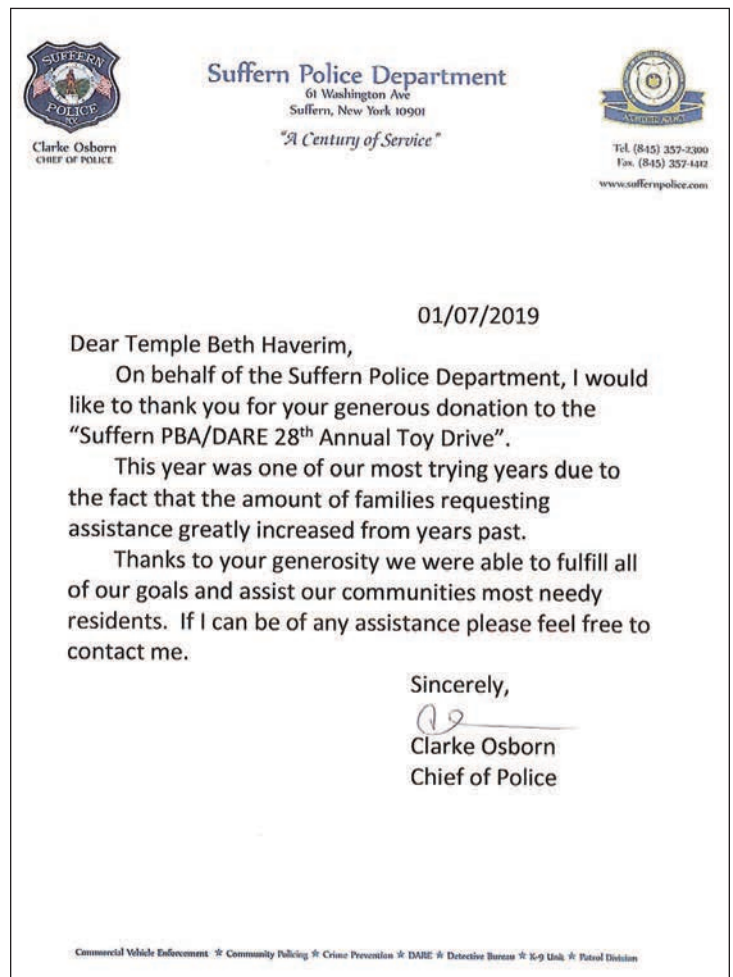 SUFFERN
POLICE
NY
Clarke Osborn
CHIEF OF POLICE
Suffern Police Department
61 Washington Ave
Suffern, New York 10901
"A Century of Service"
Tel. (845) 357-2300
Fax. (845) 357-1412
www.suffernpolice.com
01/07/2019
Dear Temple Beth Haverim,
On behalf of the Suffern Police Department, I would
like to thank you for your generous donation to the
“Suffern PBA/DARE 28th Annual Toy Drive”.
This year was one of our most trying years due to
the fact that the amount of families requesting
assistance greatly increased from years past.
Thanks to your generosity we were able to fulfill all
of our goals and assist our communities most needy
residents. If I can be of any assistance please feel free to
contact me.
Sincerely,
Clarke Osborn
Chief of Police
Commercial Vehicle Enforcement ☆ Community Policing ☆ Crime Prevention ☆ DARE ☆ Detective Bureau ☆ K-9 Unit ☆ Patrol Division